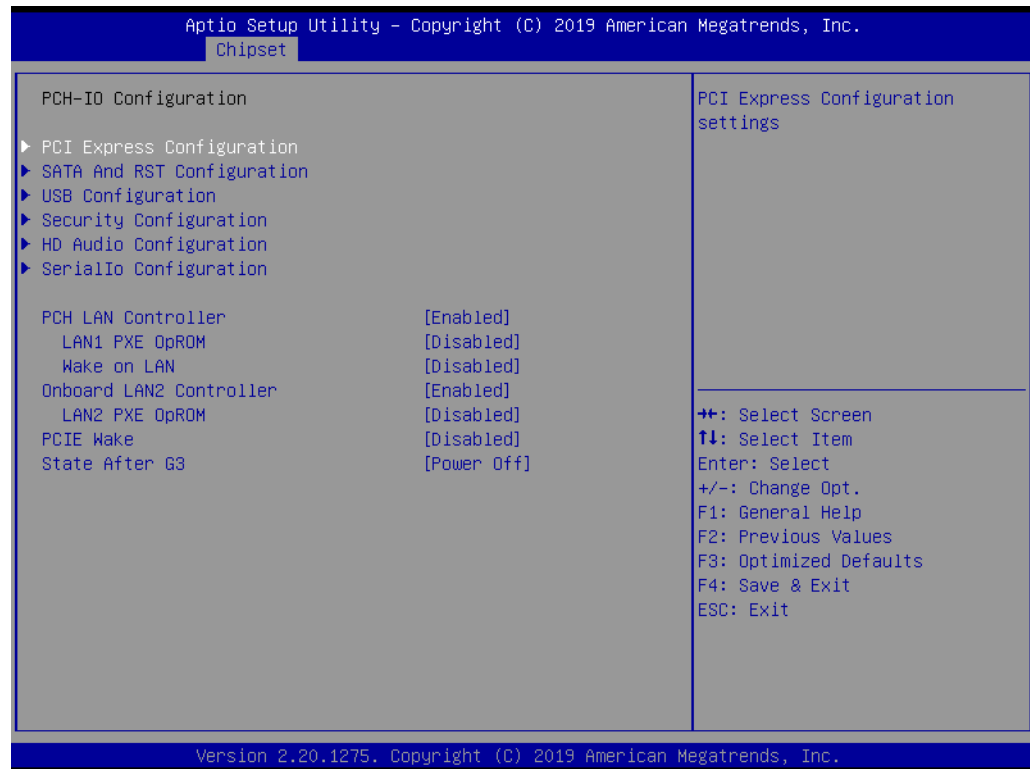 Aptio Setup Utility – Copyright (C) 2019 American Megatrends, Inc.
Chipset
PCH-IO Configuration
▶ PCI Express Configuration
▶ SATA And RST Configuration
▶ USB Configuration
▶ Security Configuration
▶ HD Audio Configuration
▶ SerialIo Configuration
PCH LAN Controller [Enabled]
LAN1 PXE OpROM [Disabled]
Wake on LAN [Disabled]
Onboard LAN2 Controller [Enabled]
LAN2 PXE OpROM [Disabled]
PCIE Wake [Disabled]
State After G3 [Power Off]
PCI Express Configuration
settings
→←: Select Screen
↑↓: Select Item
Enter: Select
+/-: Change Opt.
F1: General Help
F2: Previous Values
F3: Optimized Defaults
F4: Save & Exit
ESC: Exit
Version 2.20.1275. Copyright (C) 2019 American Megatrends, Inc.